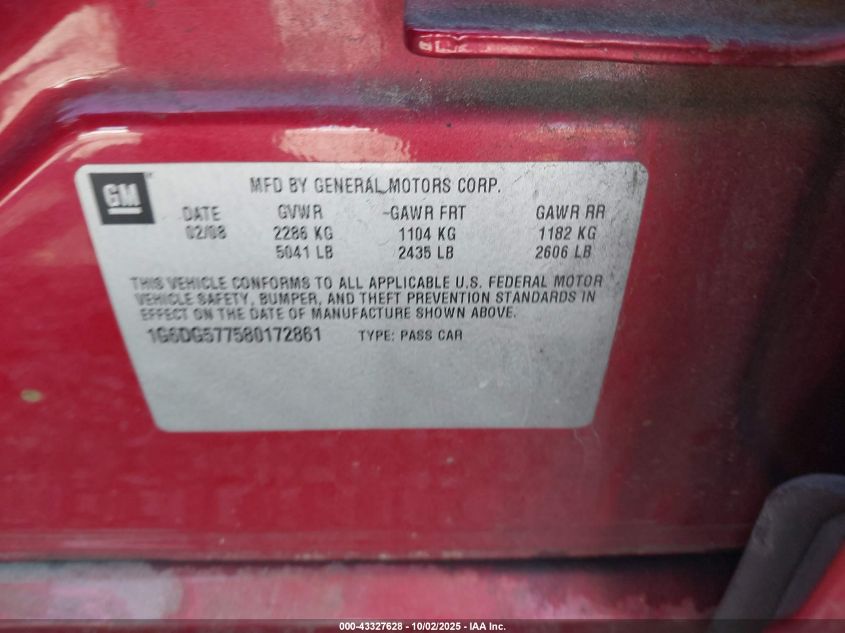 GM
MFD BY GENERAL MOTORS CORP.
DATE GVWR GAWR FRT GAWR RR
02/08 2286 KG 1104 KG 1182 KG
5041 LB 2435 LB 2606 LB
THIS VEHICLE CONFORMS TO ALL APPLICABLE U.S. FEDERAL MOTOR
VEHICLE SAFETY, BUMPER, AND THEFT PREVENTION STANDARDS IN
EFFECT ON THE DATE OF MANUFACTURE SHOWN ABOVE.
1G6DG577580172861 TYPE: PASS CAR
000-43327628 - 10/02/2025 - IAA Inc.